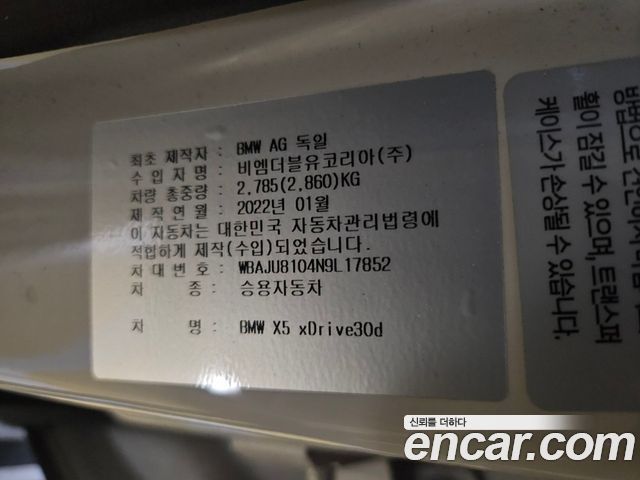 최초 제작자 : BMW AG 독일
수 입 자 명 : 비엠더블유코리아(주)
차량 총중량 : 2,785(2,860)KG
제 작 연 월 : 2022년 01월
이 자동차는 대한민국 자동차관리법령에
적합하게 제작(수입)되었습니다.
차 대 번 호 : WBAJU8104N9L17852
차 종 : 승용자동차
차 명 : BMW X5 xDrive30d
휠이 잠길 수 있으며, 트랜스퍼
케이스가 손상될 수 있습니다.
신뢰를 더하다
encar.com